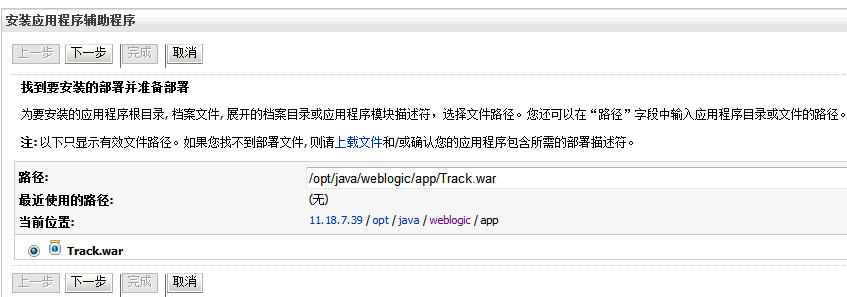 安装应用程序辅助程序
上一步 下一步 完成 取消
找到要安装的部署并准备部署
为要安装的应用程序根目录, 档案文件, 展开的档案目录或应用程序模块描述符，选择文件路径。您还可以在“路径”字段中输入应用程序目录或文件的路径。
注: 以下只显示有效文件路径。如果您找不到部署文件, 则请上载文件和/或确认您的应用程序包含所需的部署描述符。
路径: /opt/java/weblogic/app/Track.war
最近使用的路径: (无)
当前位置: 11.18.7.39 / opt / java / weblogic / app
Track.war
上一步 下一步 完成 取消